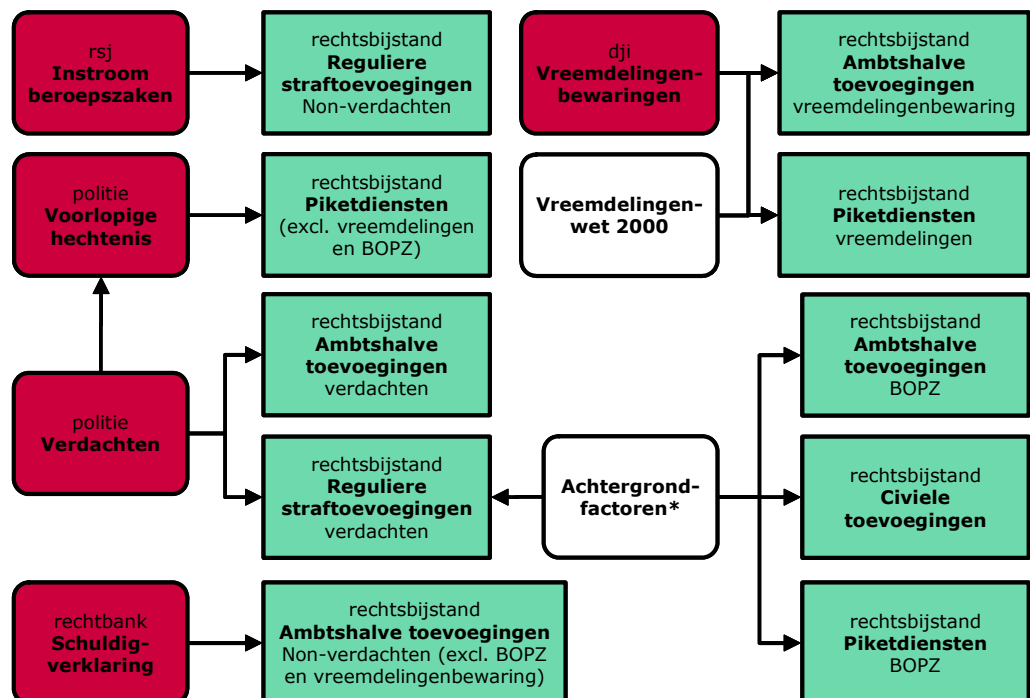 rsj
Instroom
beroepszaken
rechtsbijstand
Reguliere
straftoevoegingen
Non-verdachten
dji
Vreemdelingen-
bewaringen
rechtsbijstand
Ambtshalve
toevoegingen
vreemdelingenbewaring
politie
Voorlopige
hechtenis
rechtsbijstand
Piketdiensten
(excl. vreemdelingen
en BOPZ)
Vreemdelingen-
wet 2000
rechtsbijstand
Piketdiensten
vreemdelingen
rechtsbijstand
Ambtshalve
toevoegingen
verdachten
rechtsbijstand
Ambtshalve
toevoegingen
BOPZ
politie
Verdachten
rechtsbijstand
Reguliere
straftoevoegingen
verdachten
Achtergrond-
factoren*
rechtsbijstand
Civiele
toevoegingen
rechtbank
Schuldig-
verklaring
rechtsbijstand
Ambtshalve toevoegingen
Non-verdachten (excl. BOPZ
en vreemdelingenbewaring)
rechtsbijstand
Piketdiensten
BOPZ